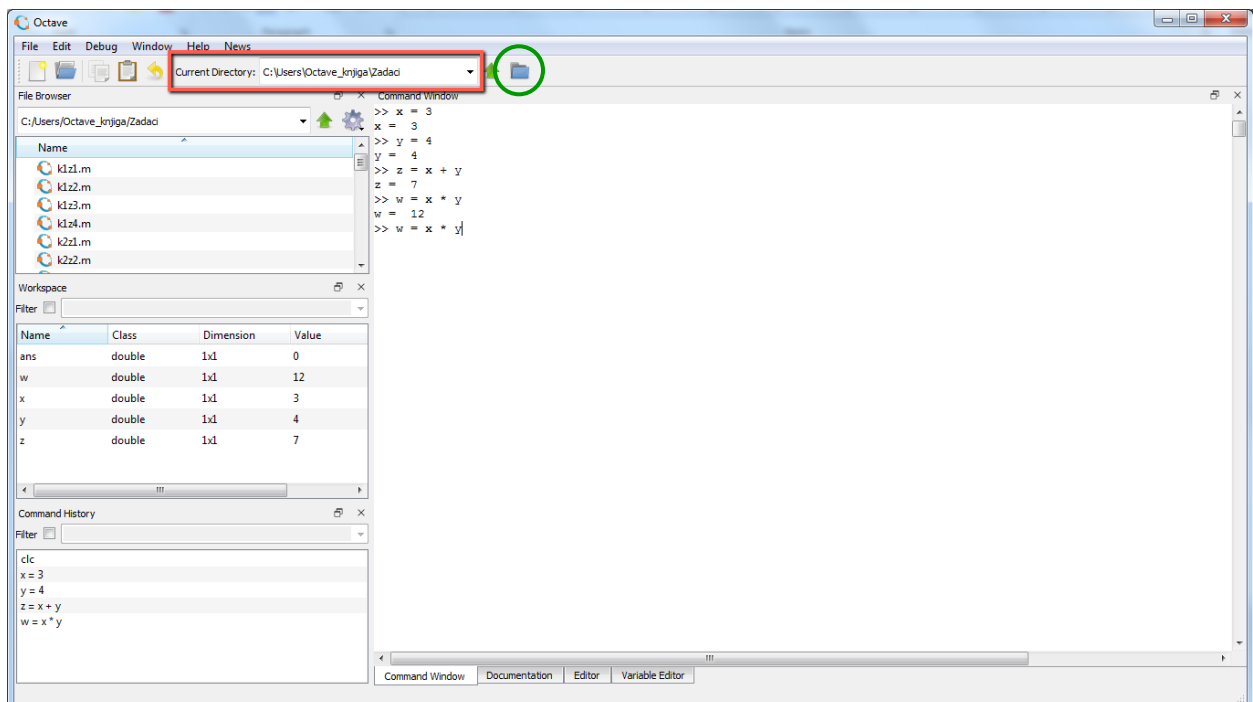 Octave
File Edit Debug Window Help News
Current Directory: C:\Users\Octave_knjiga\Zadaci
File Browser
C:/Users/Octave_knjiga/Zadaci
Name
k1z1.m
k1z2.m
k1z3.m
k1z4.m
k2z1.m
k2z2.m
Workspace
Filter
Name Class Dimension Value
ans double 1x1 0
w double 1x1 12
x double 1x1 3
y double 1x1 4
z double 1x1 7
Command History
Filter
clc
x = 3
y = 4
z = x + y
w = x * y
Command Window
>> x = 3
x = 3
>> y = 4
y = 4
>> z = x + y
z = 7
>> w = x * y
w = 12
>> w = x * y
Command Window Documentation Editor Variable Editor